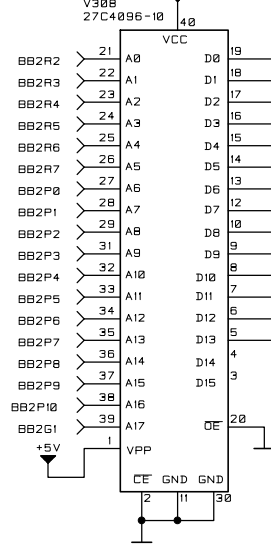 V308
27C4096-10
40
VCC
BB2R2 21 A0 D0 19
BB2R3 22 A1 D1 18
BB2R4 23 A2 D2 17
BB2R5 24 A3 D3 16
BB2R6 25 A4 D4 15
BB2R7 26 A5 D5 14
BB2P0 27 A6 D6 13
BB2P1 28 A7 D7 12
BB2P2 29 A8 D8 10
BB2P3 31 A9 D9 9
BB2P4 32 A10 D10 8
BB2P5 33 A11 D11 7
BB2P6 34 A12 D12 6
BB2P7 35 A13 D13 5
BB2P8 36 A14 D14 4
BB2P9 37 A15 D15 3
BB2P10 38 A16
BB2G1 39 A17 OE 20
+5V 1 VPP
CE GND GND
2 11 30